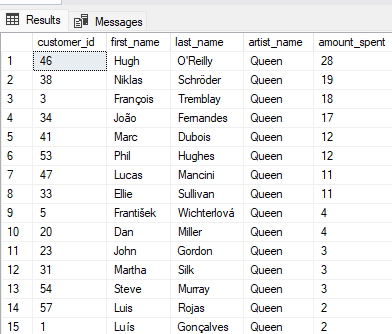 Results Messages
customer_id first_name last_name artist_name amount_spent
1 46 Hugh O'Reilly Queen 28
2 38 Niklas Schröder Queen 19
3 3 François Tremblay Queen 18
4 34 João Fernandes Queen 17
5 41 Marc Dubois Queen 12
6 53 Phil Hughes Queen 12
7 47 Lucas Mancini Queen 11
8 33 Ellie Sullivan Queen 11
9 5 František Wichterlová Queen 4
10 20 Dan Miller Queen 4
11 23 John Gordon Queen 3
12 31 Martha Silk Queen 3
13 54 Steve Murray Queen 3
14 57 Luis Rojas Queen 2
15 1 Luís Gonçalves Queen 2